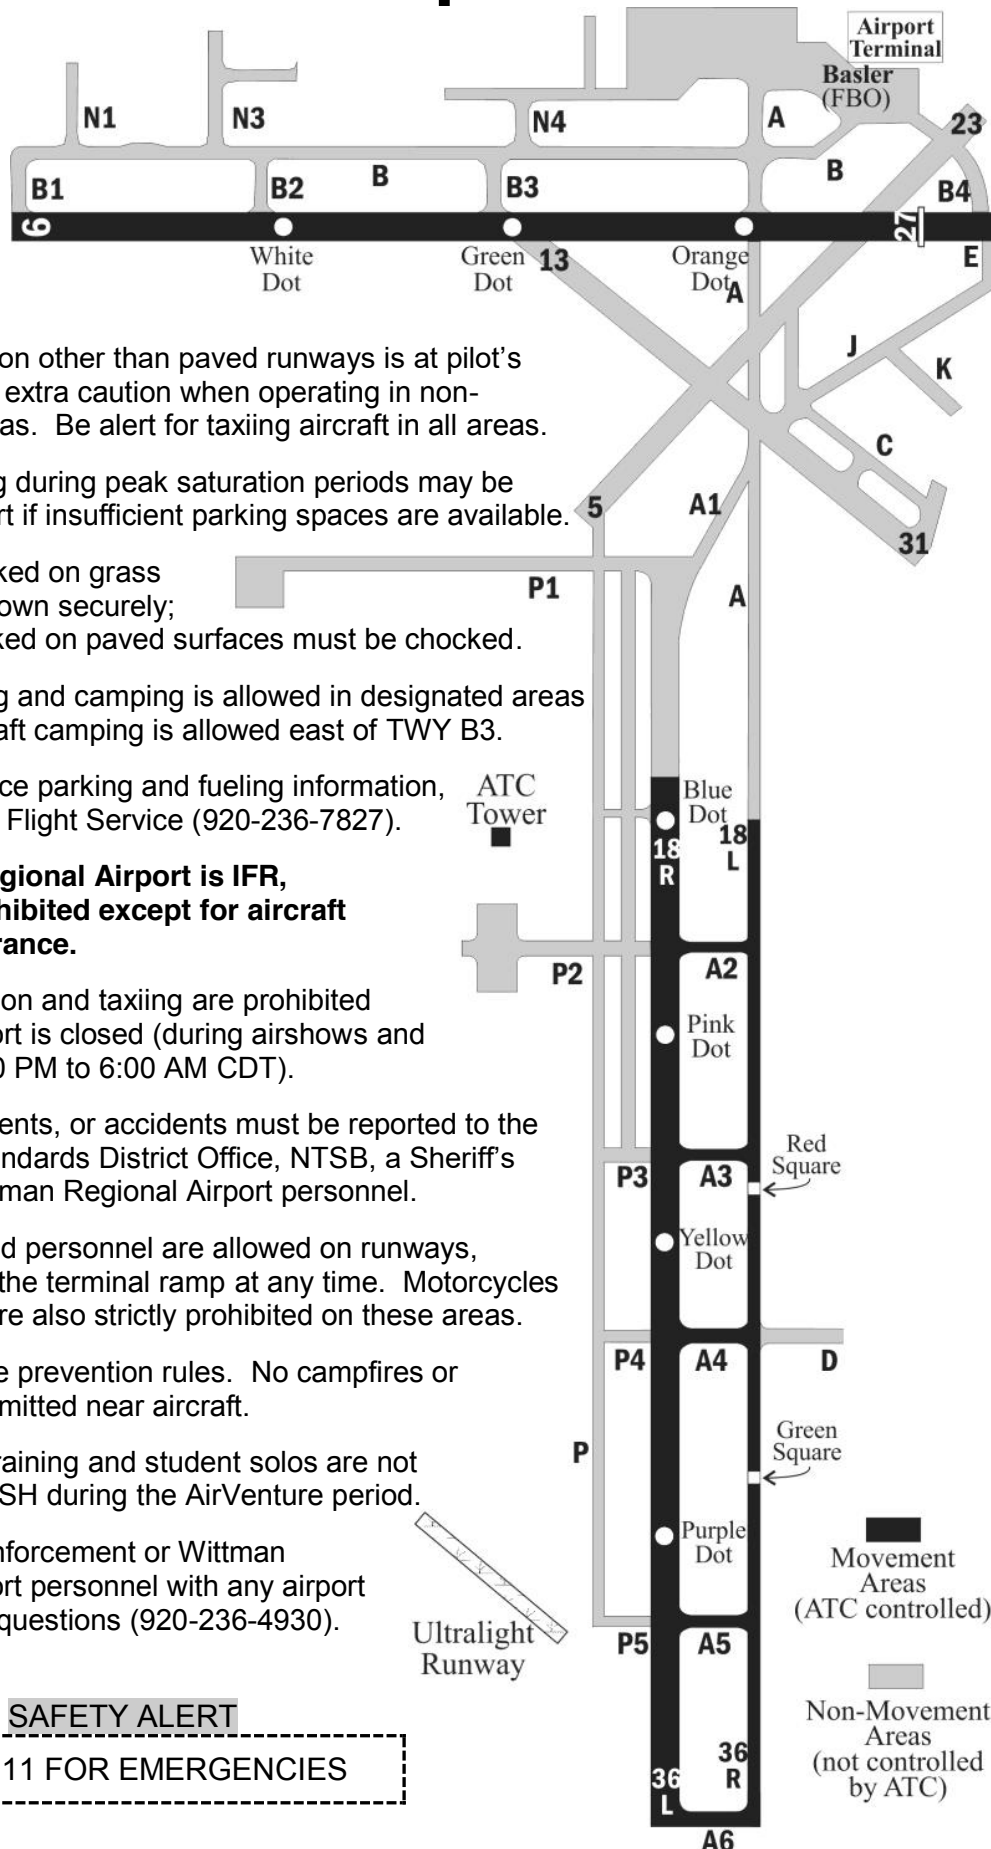 Airport
Terminal
Basler
(FBO)
N1
N3
N4
A
23
B1
B2
B
B3
B
B4
9
27
White
Dot
Green
Dot
13
Orange
Dot
A
E
J
K
C
on other than paved runways is at pilot's
extra caution when operating in non-
as. Be alert for taxiing aircraft in all areas.
g during peak saturation periods may be
rt if insufficient parking spaces are available.
5
A1
31
ked on grass
own securely;
ked on paved surfaces must be chocked.
P1
A
g and camping is allowed in designated areas
aft camping is allowed east of TWY B3.
ce parking and fueling information,
Flight Service (920-236-7827).
ATC
Tower
Blue
Dot
18
R
18
L
gional Airport is IFR,
hibited except for aircraft
rance.
P2
A2
on and taxiing are prohibited
ort is closed (during airshows and
0 PM to 6:00 AM CDT).
Pink
Dot
ents, or accidents must be reported to the
ndards District Office, NTSB, a Sheriff's
man Regional Airport personnel.
Red
Square
P3
A3
d personnel are allowed on runways,
the terminal ramp at any time. Motorcycles
re also strictly prohibited on these areas.
Yellow
Dot
e prevention rules. No campfires or
mitted near aircraft.
P4
A4
D
raining and student solos are not
SH during the AirVenture period.
P
Green
Square
nforcement or Wittman
ort personnel with any airport
questions (920-236-4930).
Purple
Dot
Ultralight
Runway
P5
A5
Movement
Areas
(ATC controlled)
Non-Movement
Areas
(not controlled
by ATC)
SAFETY ALERT
11 FOR EMERGENCIES
36
L
36
R
A6